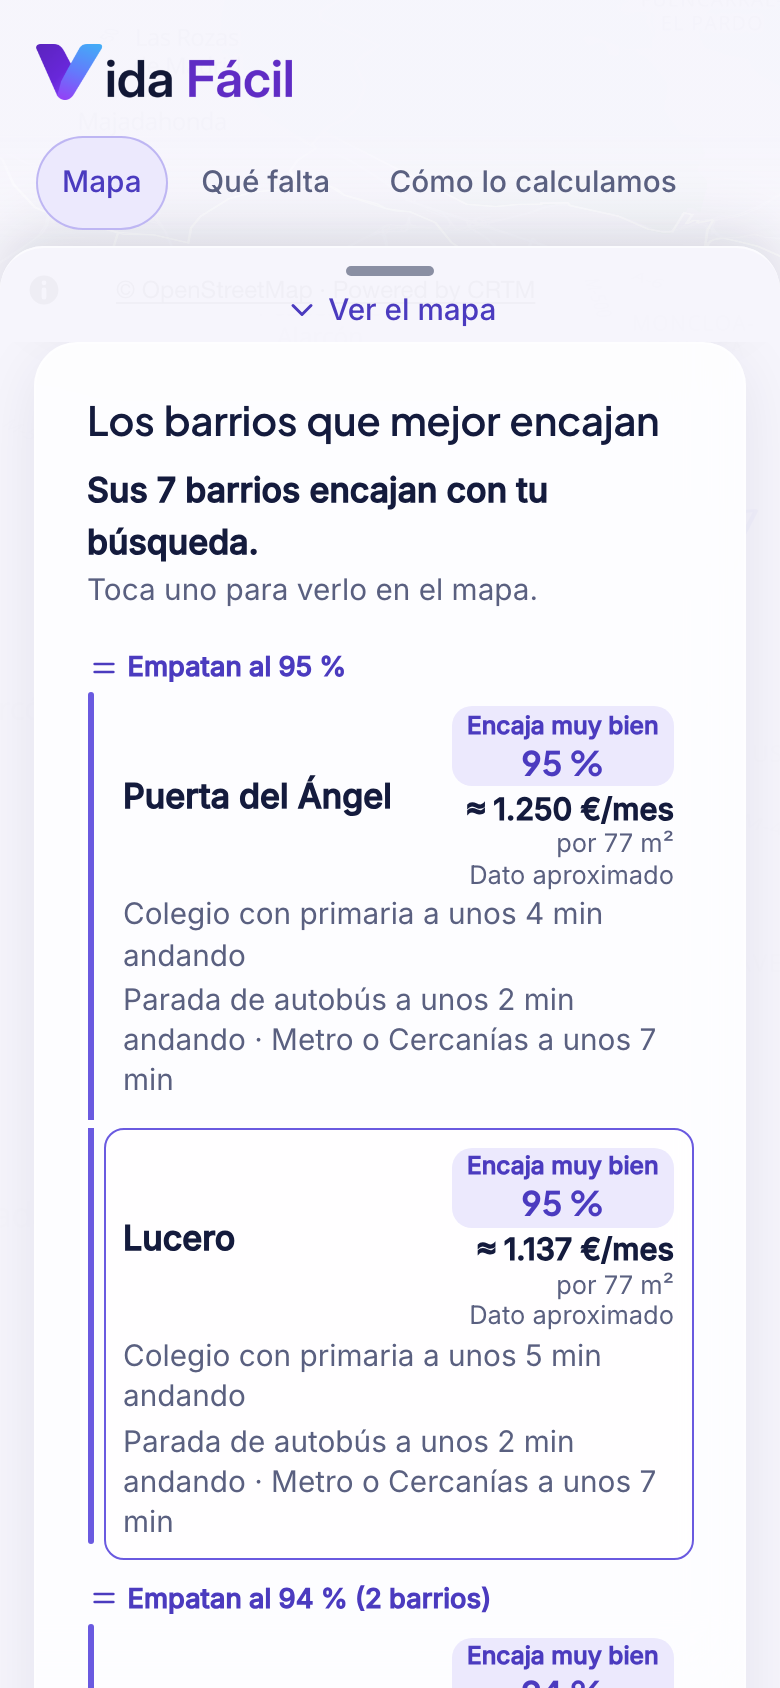 Vida Fácil
Mapa
Qué falta
Cómo lo calculamos
© OpenStreetMap · Powered by CRTM
Ver el mapa
Los barrios que mejor encajan
Sus 7 barrios encajan con tu
búsqueda.
Toca uno para verlo en el mapa.
= Empatan al 95 %
Encaja muy bien
95 %
Puerta del Ángel
≈ 1.250 €/mes
por 77 m²
Dato aproximado
Colegio con primaria a unos 4 min
andando
Parada de autobús a unos 2 min
andando · Metro o Cercanías a unos 7
min
Encaja muy bien
95 %
Lucero
≈ 1.137 €/mes
por 77 m²
Dato aproximado
Colegio con primaria a unos 5 min
andando
Parada de autobús a unos 2 min
andando · Metro o Cercanías a unos 7
min
= Empatan al 94 % (2 barrios)
Encaja muy bien
94 %